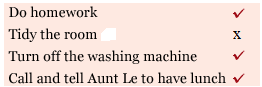 Do homework ✓
Tidy the room x
Turn off the washing machine ✓
Call and tell Aunt Le to have lunch ✓